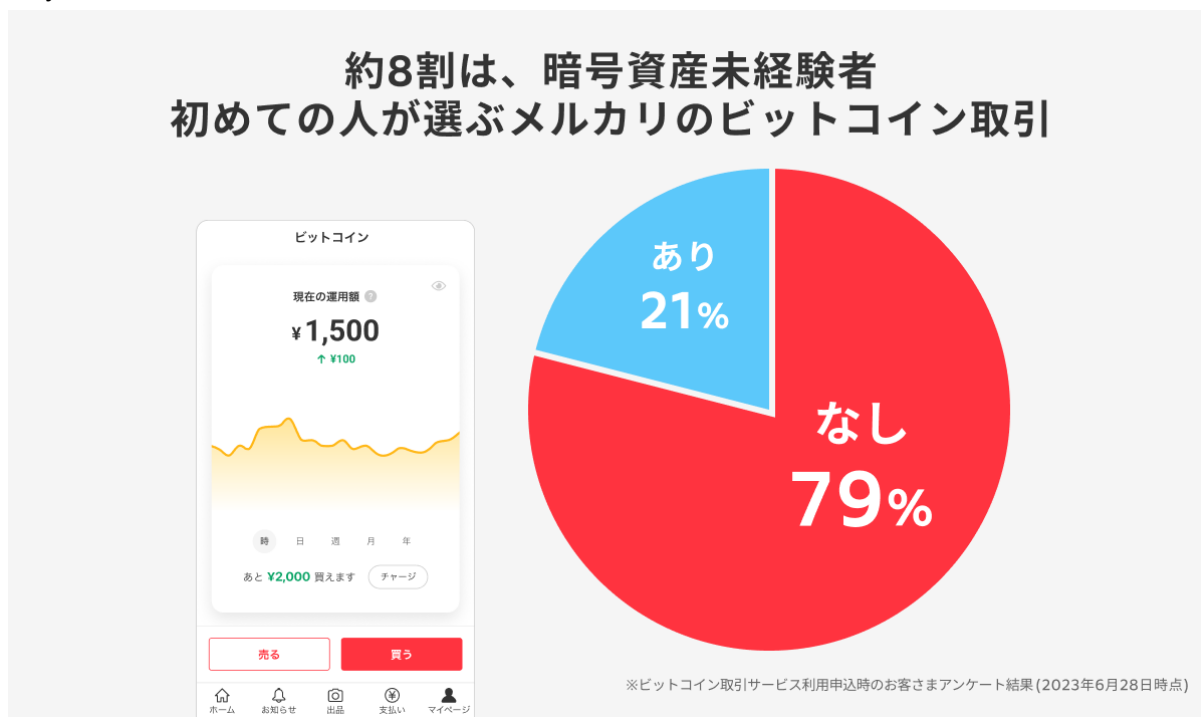 約8割は、暗号資産未経験者
初めての人が選ぶメルカリのビットコイン取引
ビットコイン
現在の運用額 ?
¥1,500
↑ ¥100
時 日 週 月 年
あと ¥2,000 買えます チャージ
売る 買う
ホーム お知らせ 出品 支払い マイページ
あり
21%
なし
79%
※ビットコイン取引サービス利用申込時のお客さまアンケート結果(2023年6月28日時点)